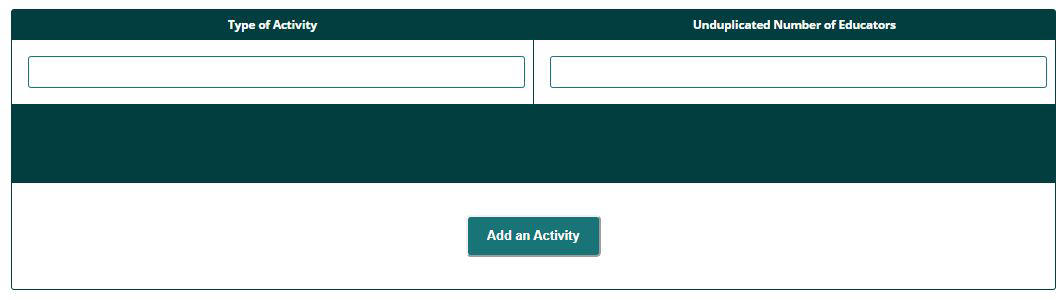 Type of Activity
Unduplicated Number of Educators
Add an Activity